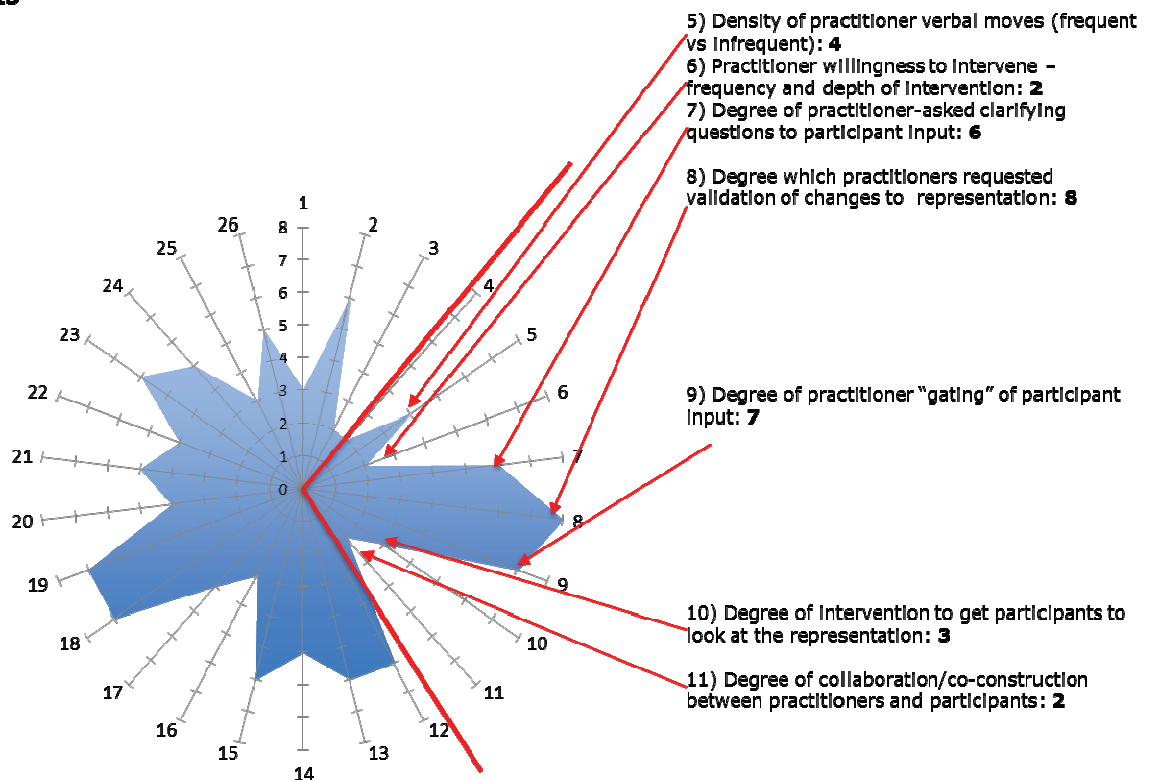 5) Density of practitioner verbal moves (frequent
vs infrequent): 4
6) Practitioner willingness to intervene –
frequency and depth of intervention: 2
7) Degree of practitioner-asked clarifying
questions to participant input: 6
8) Degree which practitioners requested
validation of changes to representation: 8
1
26
2
25
3
24
4
23
5
22
6
21
7
20
8
19
9
18
10
17
11
16
12
15
13
14
8
7
6
5
4
3
2
1
0
9) Degree of practitioner “gating” of participant
input: 7
10) Degree of intervention to get participants to
look at the representation: 3
11) Degree of collaboration/co-construction
between practitioners and participants: 2